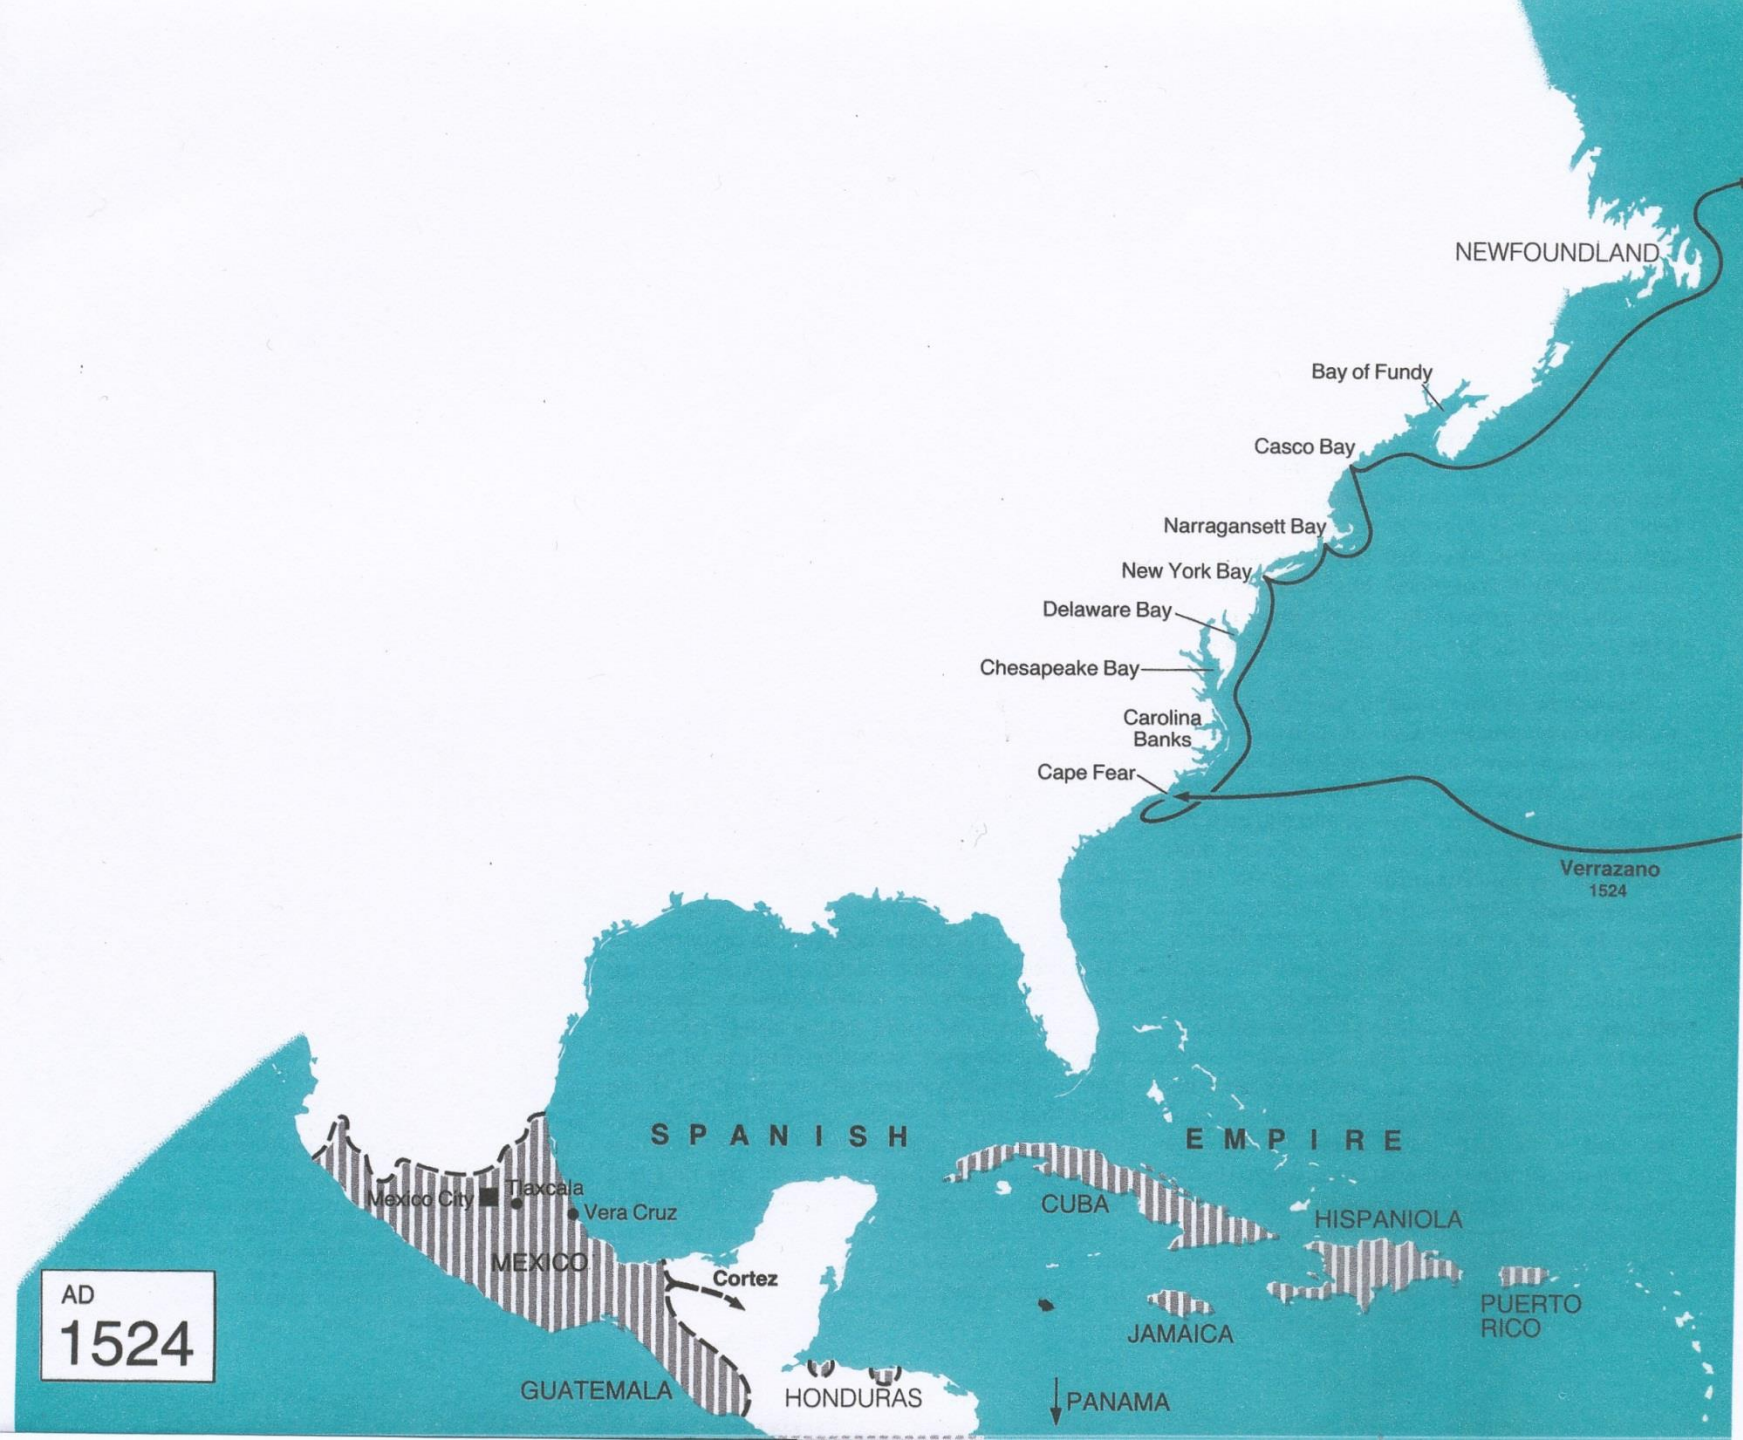 NEWFOUNDLAND
Bay of Fundy
Casco Bay
Narragansett Bay
New York Bay
Delaware Bay
Chesapeake Bay
Carolina
Banks
Cape Fear
Verrazano
1524
SPANISH EMPIRE
Mexico City
Tlaxcala
Vera Cruz
CUBA
HISPANIOLA
MEXICO
Cortez
AD
1524
JAMAICA
PUERTO
RICO
GUATEMALA
HONDURAS
PANAMA